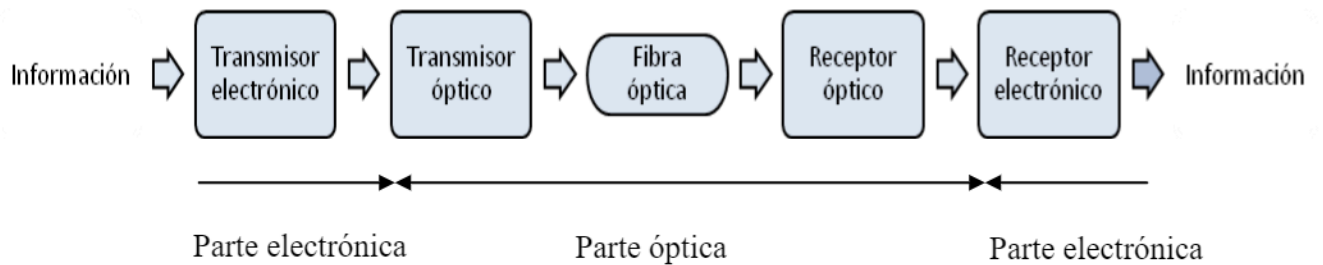 Información
Transmisor
electrónico
Transmisor
óptico
Fibra
óptica
Receptor
óptico
Receptor
electrónico
Información
Parte electrónica
Parte óptica
Parte electrónica